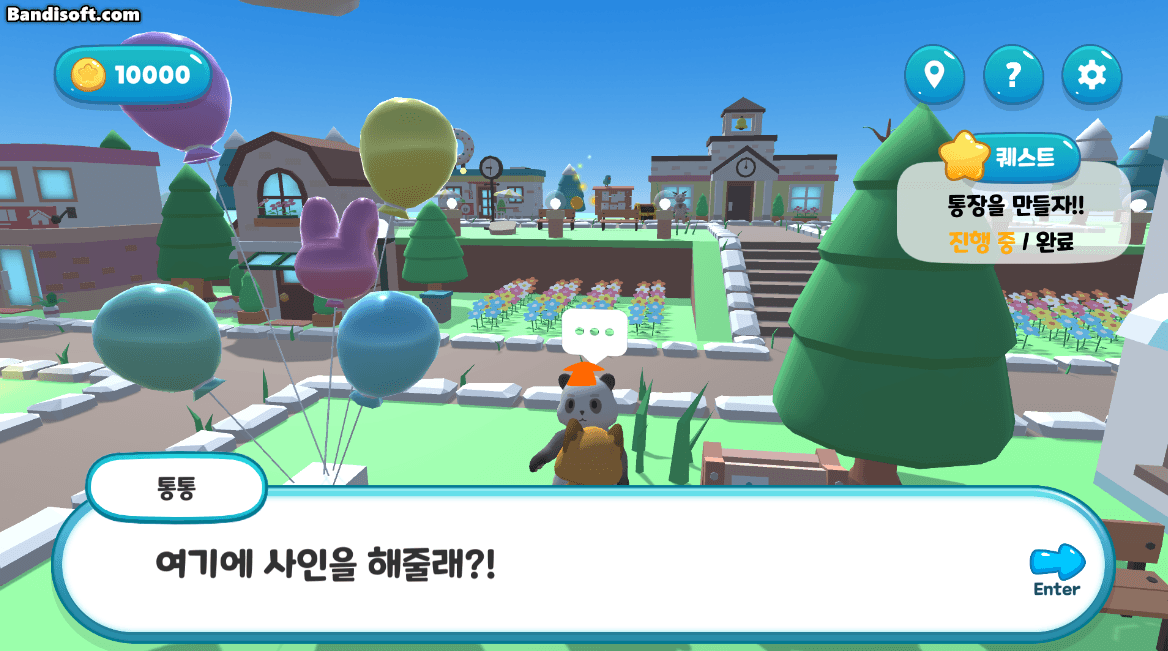 Bandisoft.com
10000
?
퀘스트
통장을 만들자!!
진행 중 / 완료
통통
여기에 사인을 해줄래?!
Enter